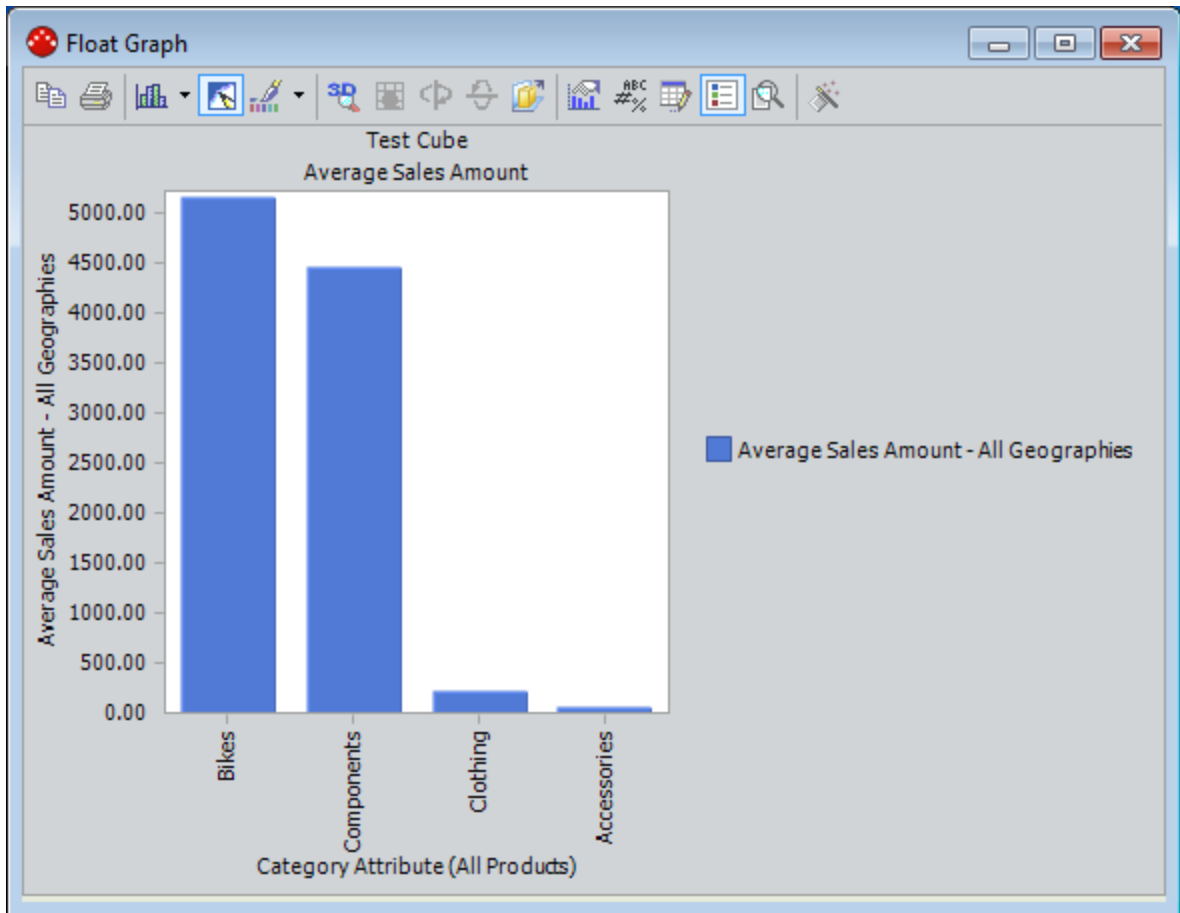 Float Graph
3D
ABC
#%
Test Cube
Average Sales Amount
Average Sales Amount - All Geographies
5000.00
4500.00
4000.00
3500.00
3000.00
2500.00
2000.00
1500.00
1000.00
500.00
0.00
Bikes
Components
Clothing
Accessories
Category Attribute (All Products)
Average Sales Amount - All Geographies